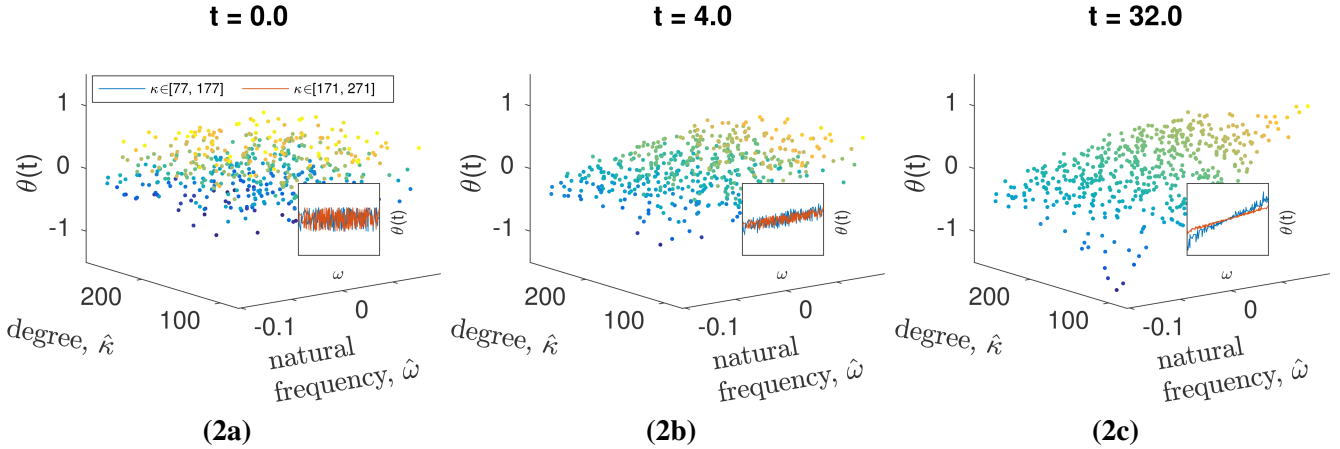 t = 0.0
t = 4.0
t = 32.0
κ∈[77, 177] κ∈[171, 271]
1
0
-1
θ(t)
θ(t)
ω
200
100
-0.1
0
degree, κ̂
natural
frequency, ω̂
(2a)
1
0
-1
θ(t)
θ(t)
ω
200
100
-0.1
0
degree, κ̂
natural
frequency, ω̂
(2b)
1
0
-1
θ(t)
θ(t)
ω
200
100
-0.1
0
degree, κ̂
natural
frequency, ω̂
(2c)